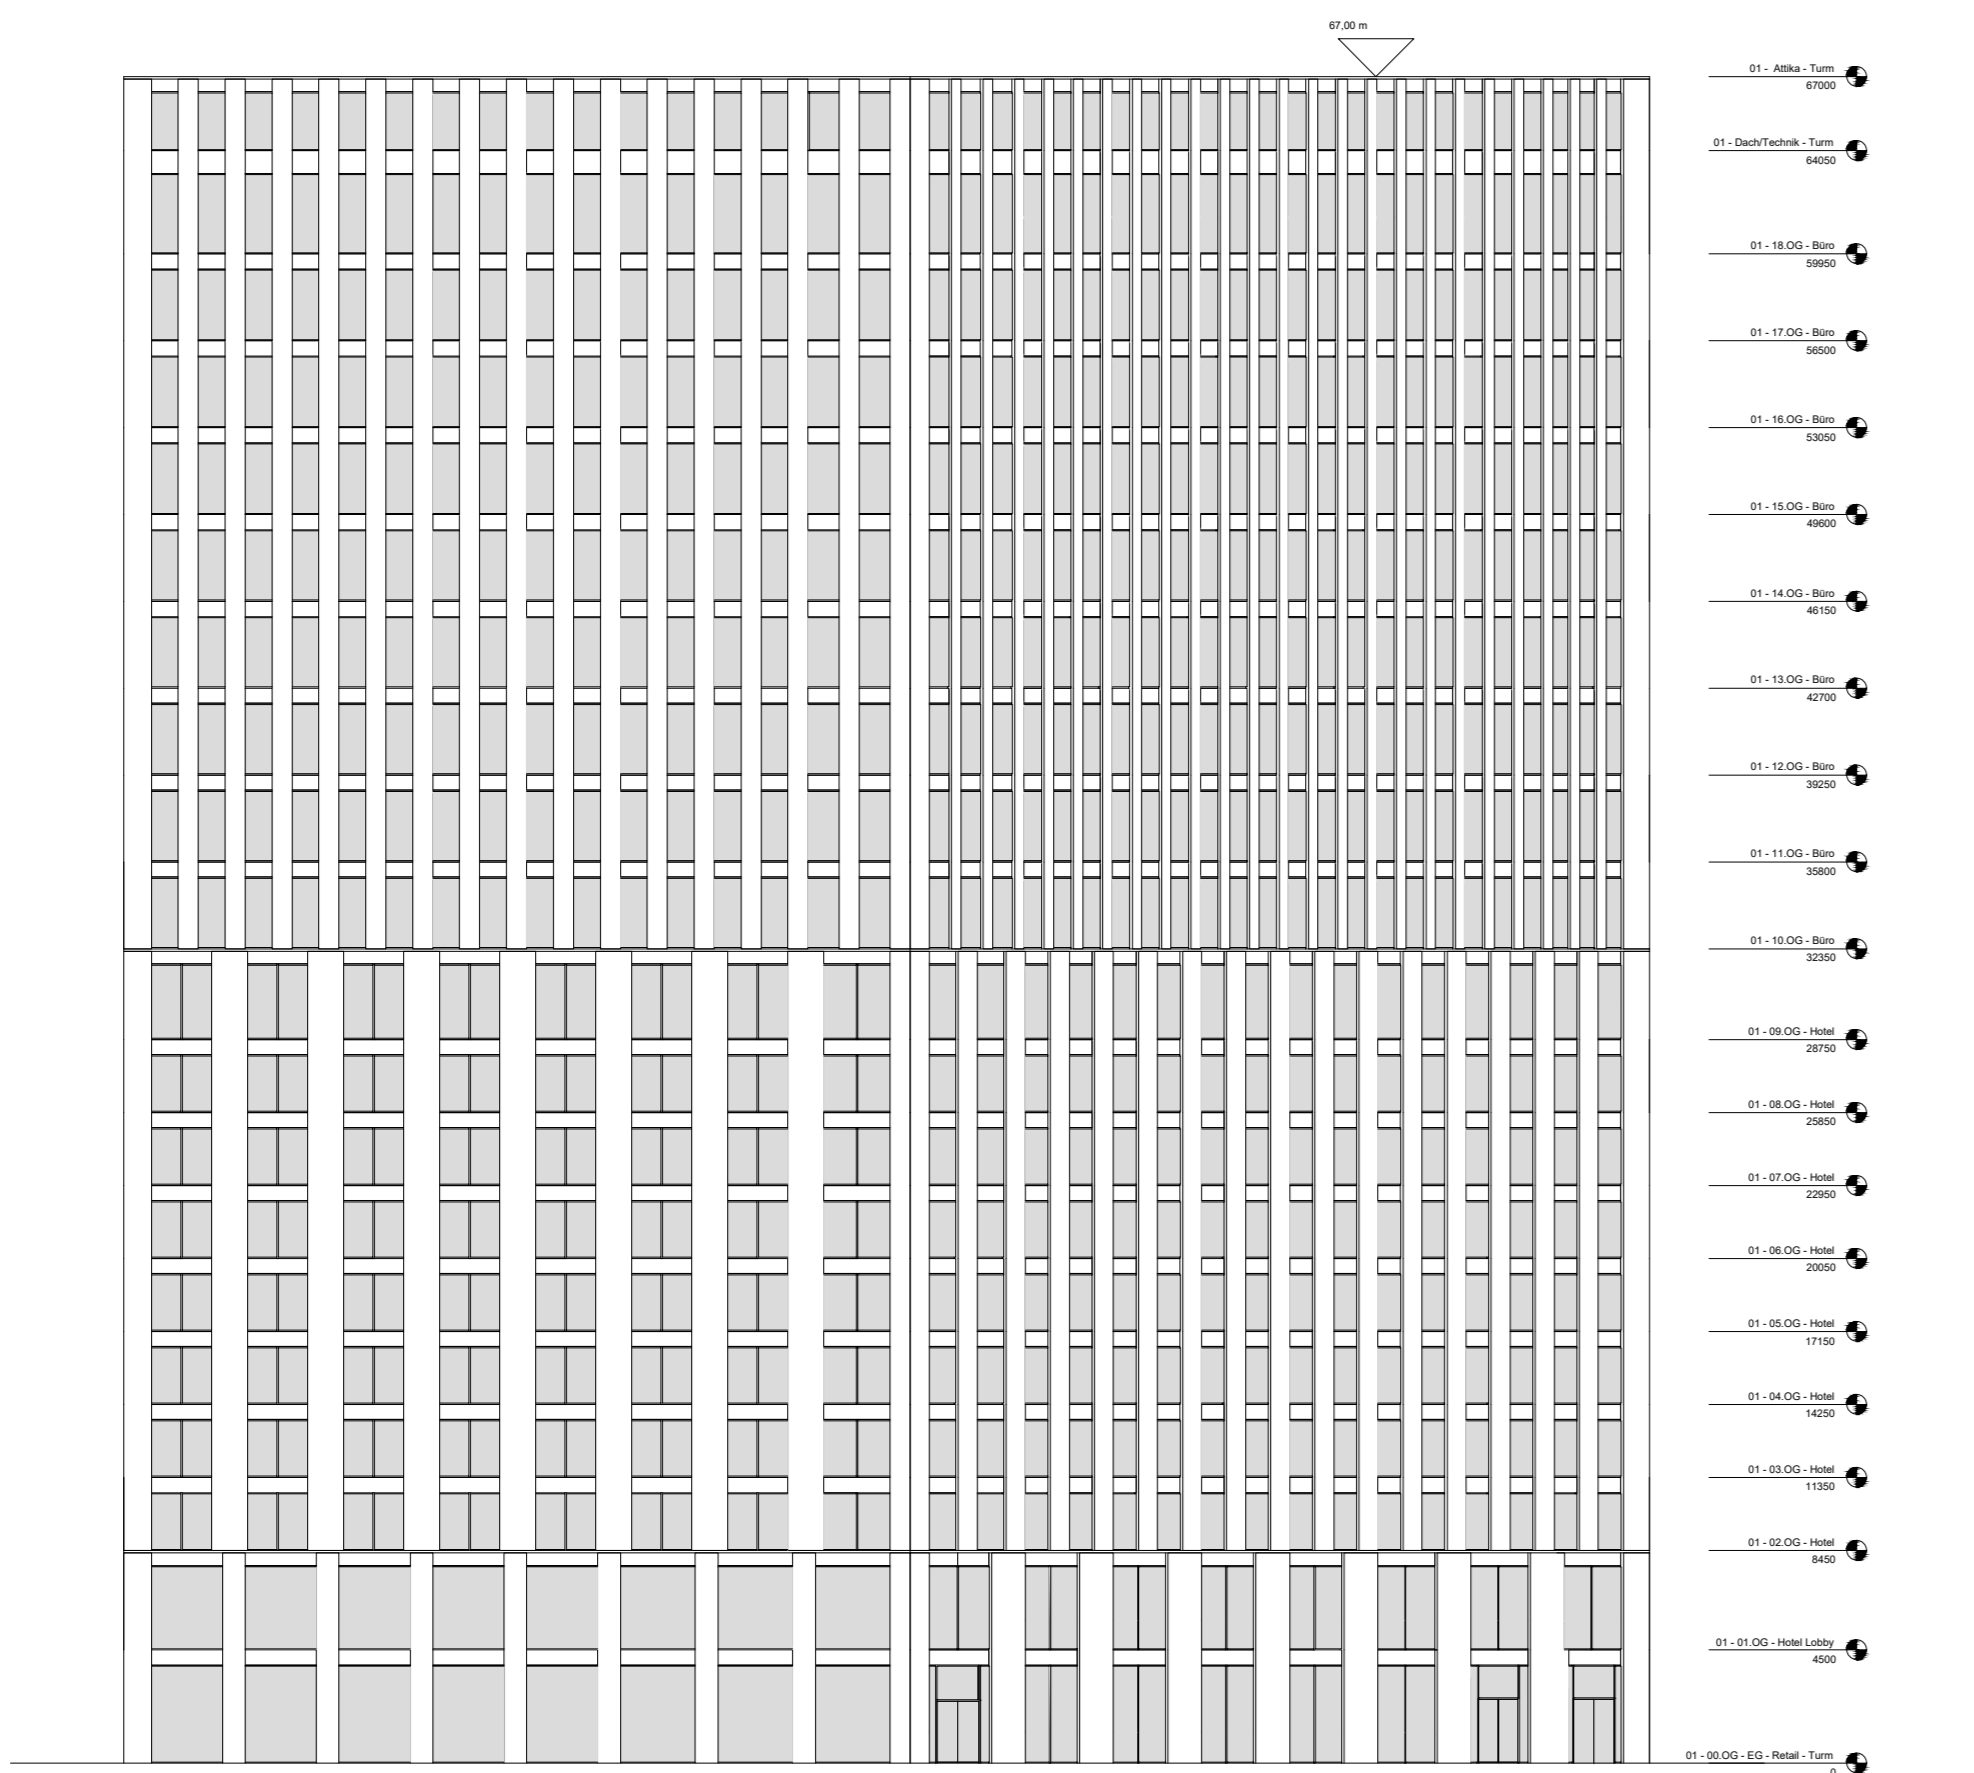 67,00 m
01 -  Attika - Turm
67000
01 - Dach/Technik - Turm
64050
01 - 18.OG - Büro
59950
01 - 17.OG - Büro
56500
01 - 16.OG - Büro
53050
01 - 15.OG - Büro
49600
01 - 14.OG - Büro
46150
01 - 13.OG - Büro
42700
01 - 12.OG - Büro
39250
01 - 11.OG - Büro
35800
01 - 10.OG - Büro
32350
01 - 09.OG - Hotel
28750
01 - 08.OG - Hotel
25850
01 - 07.OG - Hotel
22950
01 - 06.OG - Hotel
20050
01 - 05.OG - Hotel
17150
01 - 04.OG - Hotel
14250
01 - 03.OG - Hotel
11350
01 - 02.OG - Hotel
8450
01 - 01.OG - Hotel Lobby
4500
01 - 00.OG - EG - Retail - Turm
0